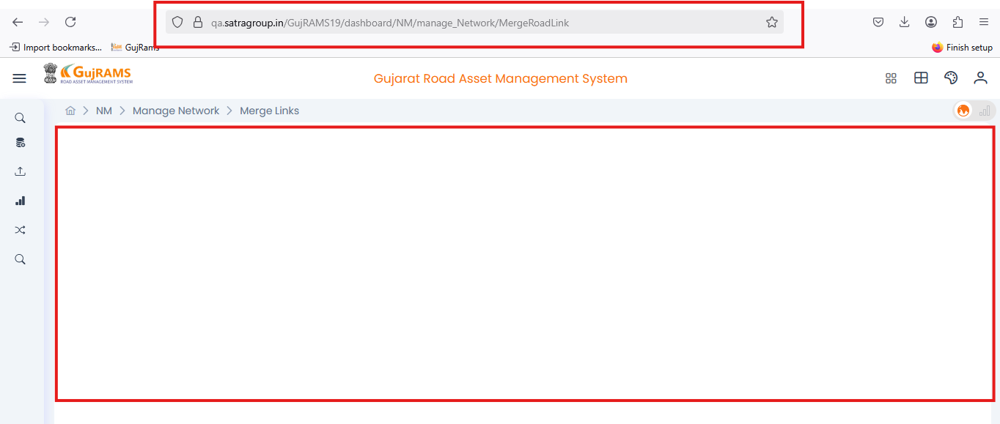 qa.satragroup.in/GujRAMS19/dashboard/NM/manage_Network/MergeRoadLink
Import bookmarks... GujRams
Finish setup
GujRAMS
ROAD ASSET MANAGEMENT SYSTEM
Gujarat Road Asset Management System
NM > Manage Network > Merge Links